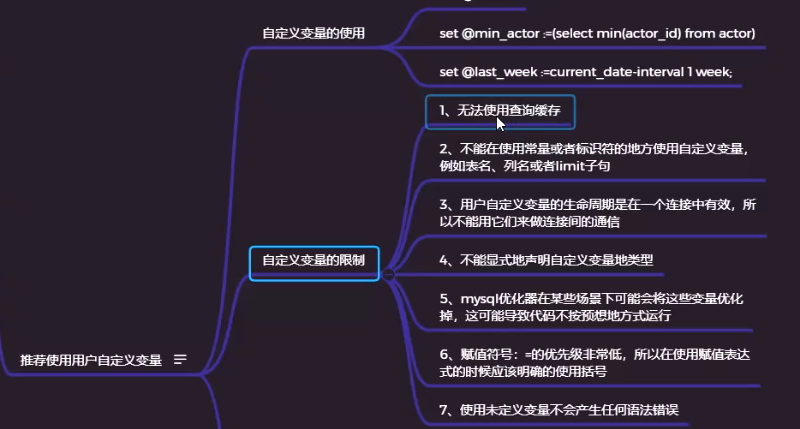 自定义变量的使用
set @min_actor :=(select min(actor_id) from actor)
set @last_week :=current_date-interval 1 week;
1、无法使用查询缓存
2、不能在使用常量或者标识符的地方使用自定义变量，
例如表名、列名或者limit子句
3、用户自定义变量的生命周期是在一个连接中有效，所
以不能用它们来做连接间的通信
自定义变量的限制
4、不能显式地声明自定义变量地类型
5、mysql优化器在某些场景下可能会将这些变量优化
掉，这可能导致代码不按预想地方式运行
推荐使用用户自定义变量
6、赋值符号：=的优先级非常低，所以在使用赋值表达
式的时候应该明确的使用括号
7、使用未定义变量不会产生任何语法错误